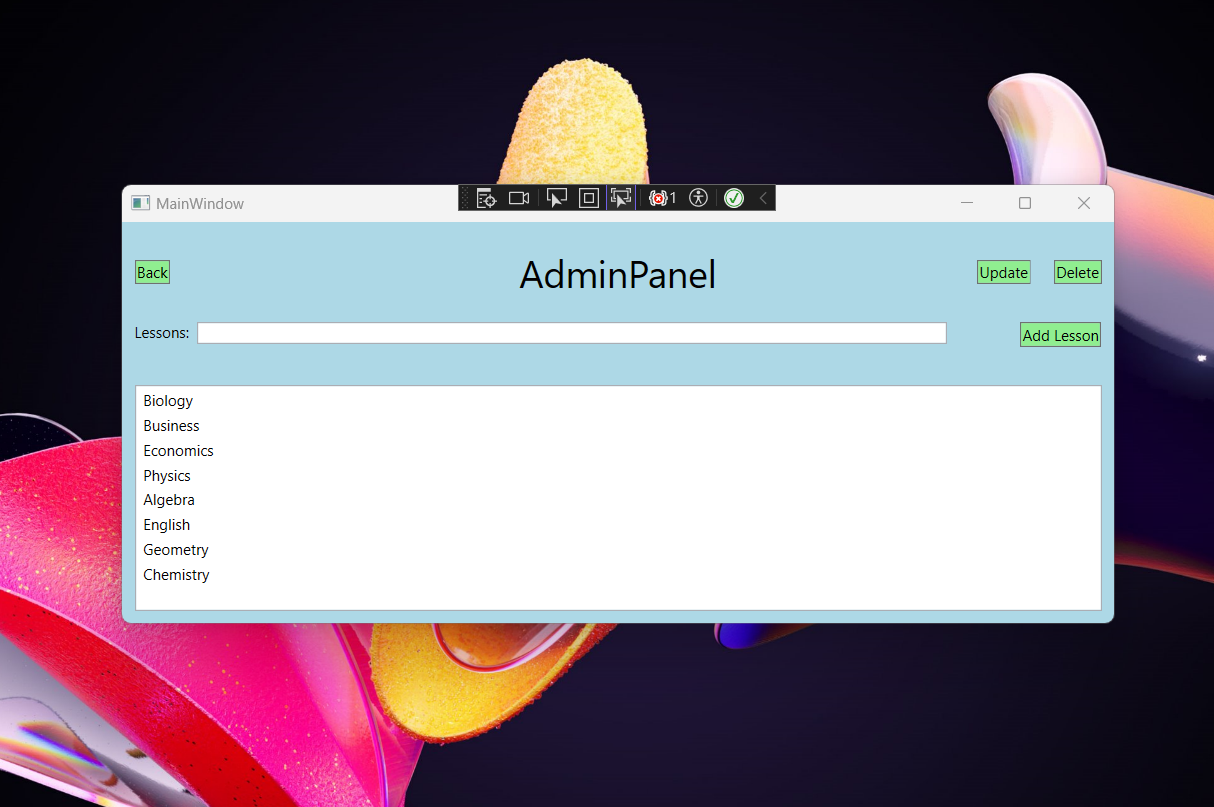 MainWindow
1
Back
AdminPanel
Update
Delete
Lessons:
Add Lesson
Biology
Business
Economics
Physics
Algebra
English
Geometry
Chemistry